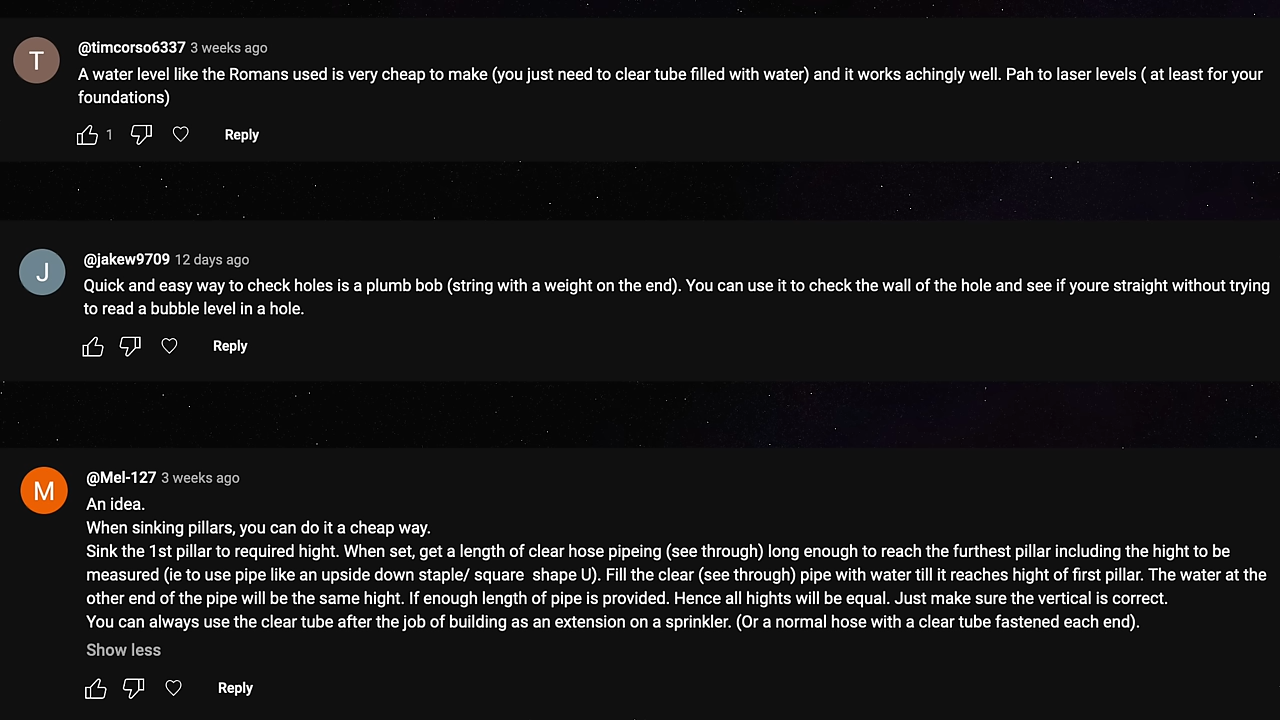 T
@timcorso6337 3 weeks ago
A water level like the Romans used is very cheap to make (you just need to clear tube filled with water) and it works achingly well. Pah to laser levels ( at least for your
foundations)
1 Reply
J
@jakew9709 12 days ago
Quick and easy way to check holes is a plumb bob (string with a weight on the end). You can use it to check the wall of the hole and see if youre straight without trying
to read a bubble level in a hole.
Reply
M
@Mel-127 3 weeks ago
An idea.
When sinking pillars, you can do it a cheap way.
Sink the 1st pillar to required hight. When set, get a length of clear hose pipeing (see through) long enough to reach the furthest pillar including the hight to be
measured (ie to use pipe like an upside down staple/ square  shape U). Fill the clear (see through) pipe with water till it reaches hight of first pillar. The water at the
other end of the pipe will be the same hight. If enough length of pipe is provided. Hence all hights will be equal. Just make sure the vertical is correct.
You can always use the clear tube after the job of building as an extension on a sprinkler. (Or a normal hose with a clear tube fastened each end).
Show less
Reply